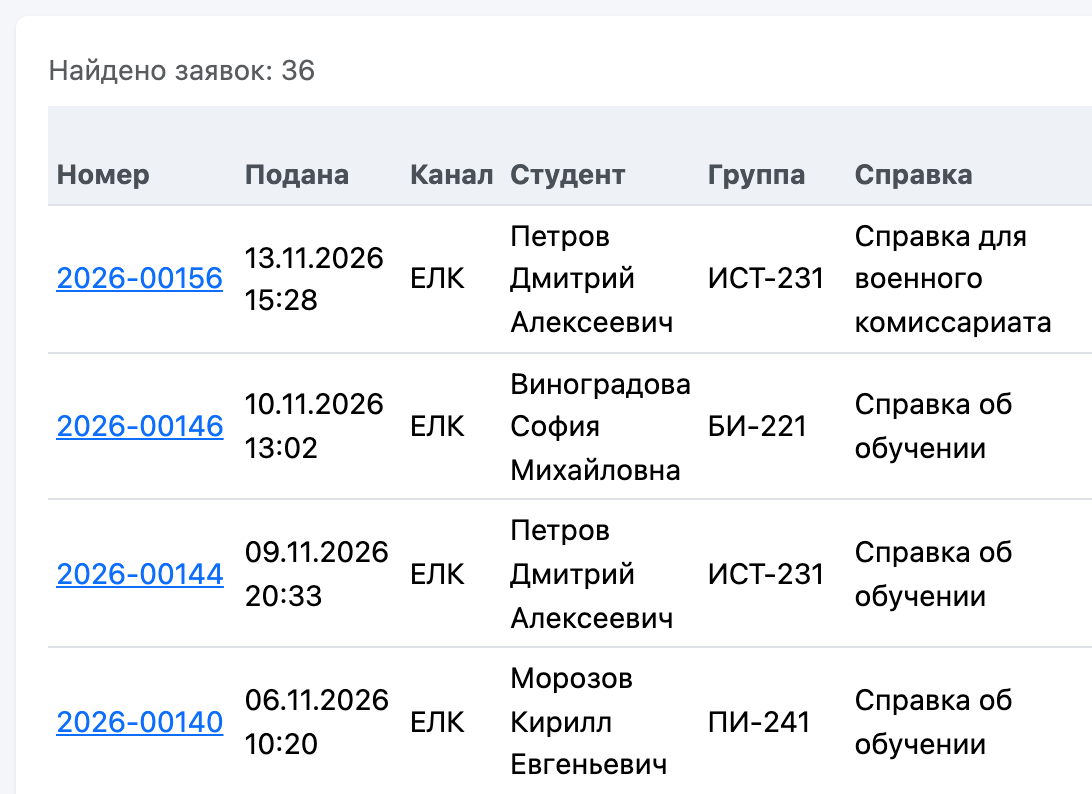 Найдено заявок: 36
Номер Подана Канал Студент Группа Справка
2026-00156 13.11.2026 15:28 ЕЛК Петров Дмитрий Алексеевич ИСТ-231 Справка для военного комиссариата
2026-00146 10.11.2026 13:02 ЕЛК Виноградова София Михайловна БИ-221 Справка об обучении
2026-00144 09.11.2026 20:33 ЕЛК Петров Дмитрий Алексеевич ИСТ-231 Справка об обучении
2026-00140 06.11.2026 10:20 ЕЛК Морозов Кирилл Евгеньевич ПИ-241 Справка об обучении